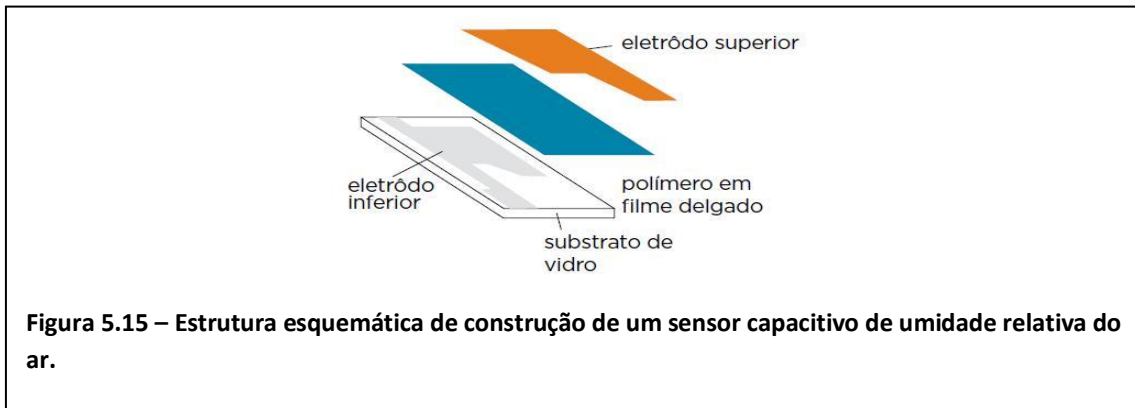 eletrôdo superior
eletrôdo
inferior
polímero em
filme delgado
substrato de
vidro
Figura 5.15 – Estrutura esquemática de construção de um sensor capacitivo de umidade relativa do
ar.